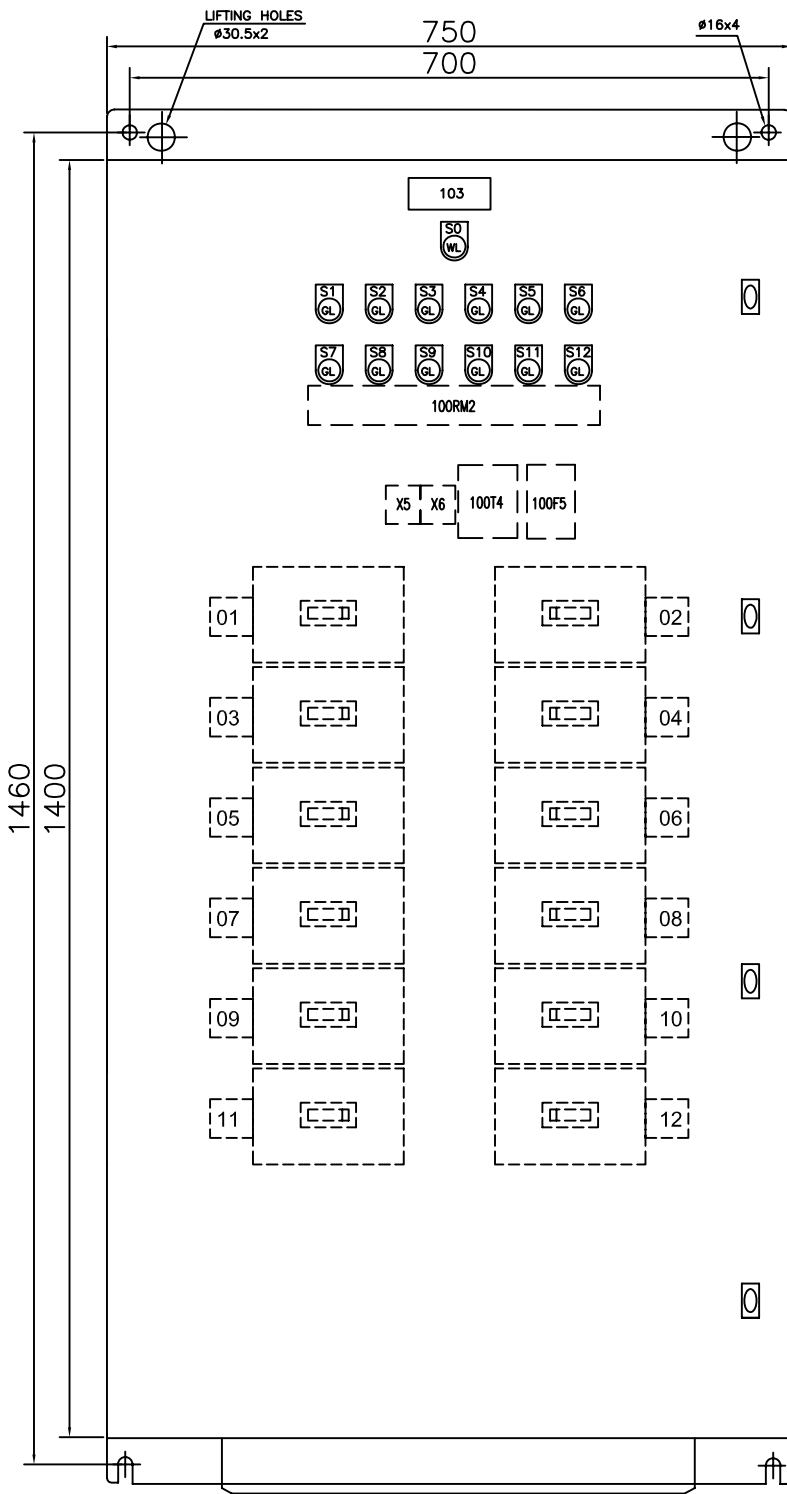 LIFTING HOLES
ø30.5x2
750
ø16x4
700
103
S0
WL
S1 S2 S3 S4 S5 S6
GL GL GL GL GL GL
S7 S8 S9 S10 S11 S12
GL GL GL GL GL GL
100RM2
X5 X6 100T4 100F5
01 02
03 04
1460
1400
05 06
07 08
09 10
11 12